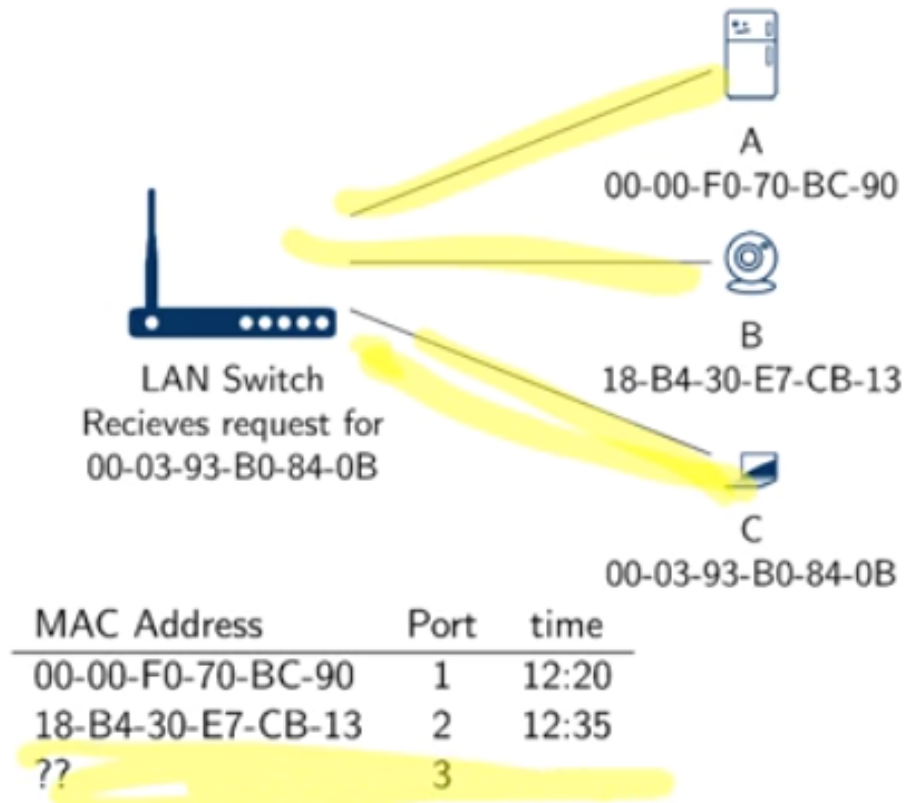 A
00-00-F0-70-BC-90
B
18-B4-30-E7-CB-13
LAN Switch
Recieves request for
00-03-93-B0-84-0B
C
00-03-93-B0-84-0B
MAC Address Port time
00-00-F0-70-BC-90 1 12:20
18-B4-30-E7-CB-13 2 12:35
?? 3